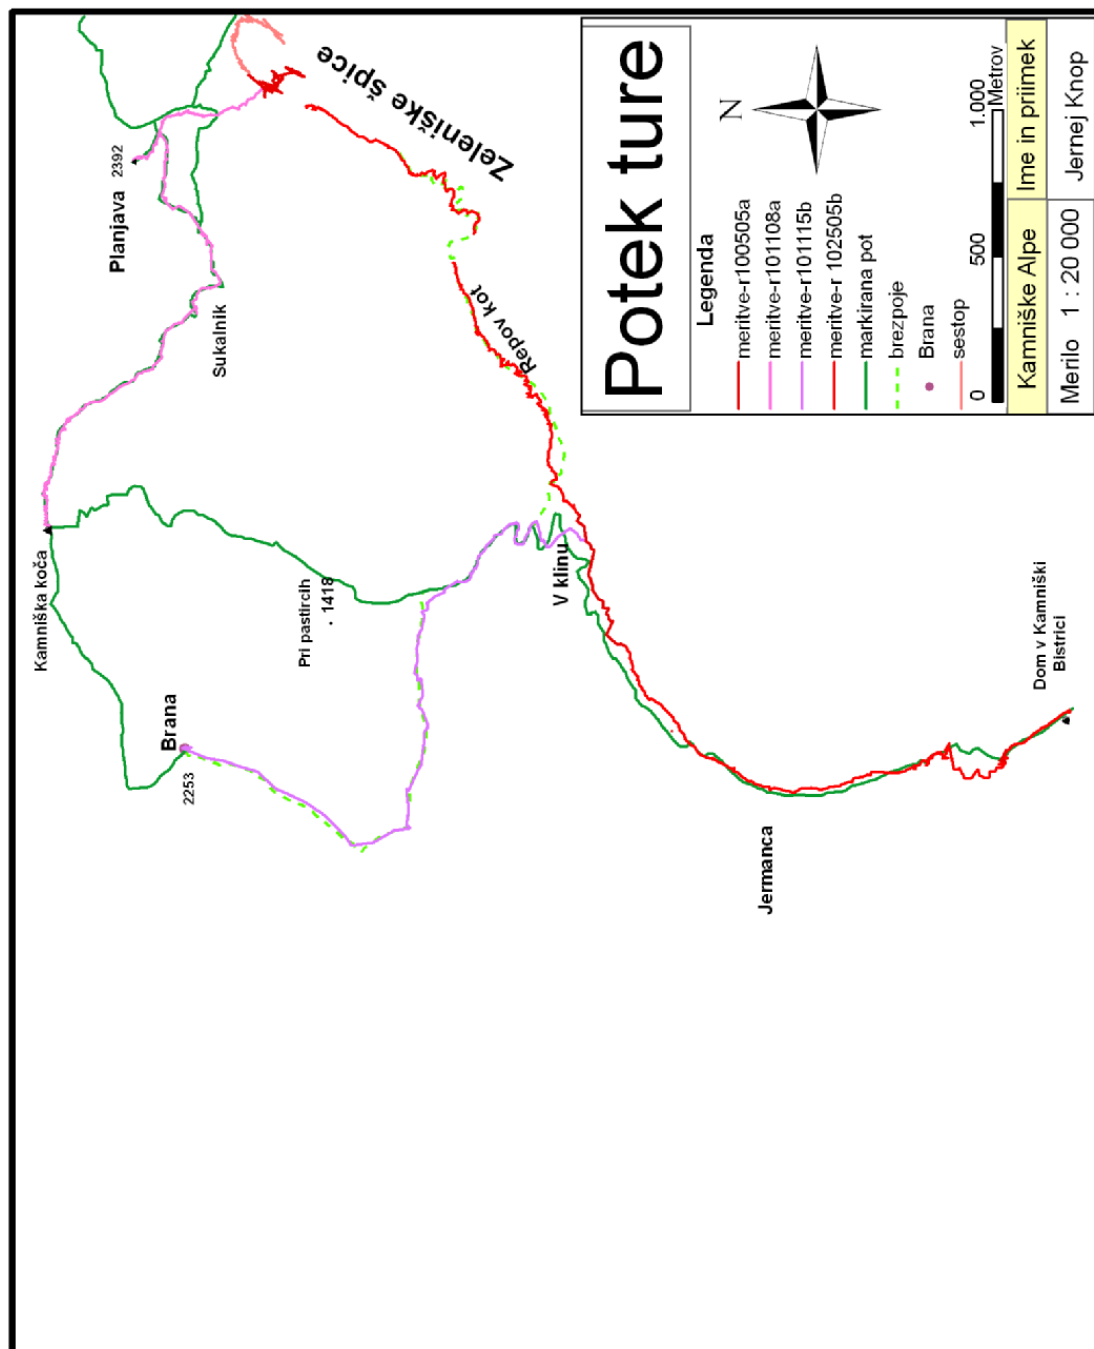 Potek ture
Legenda
meritve-r100505a
meritve-r101108a
meritve-r101115b
meritve-r 102505b
markirana pot
brezpoje
Brana
sestop
N
0 500 1.000
Metrov
Kamniške Alpe Ime in priimek
Merilo 1 : 20 000 Jernej Knop
Zeleniške špice
Planjava 2392
Sukalnik
Repov kot
Kamniška koča
Pri pastircih
. 1418
V klinu
Brana
2253
Jermanca
Dom v Kamniški
Bistrici